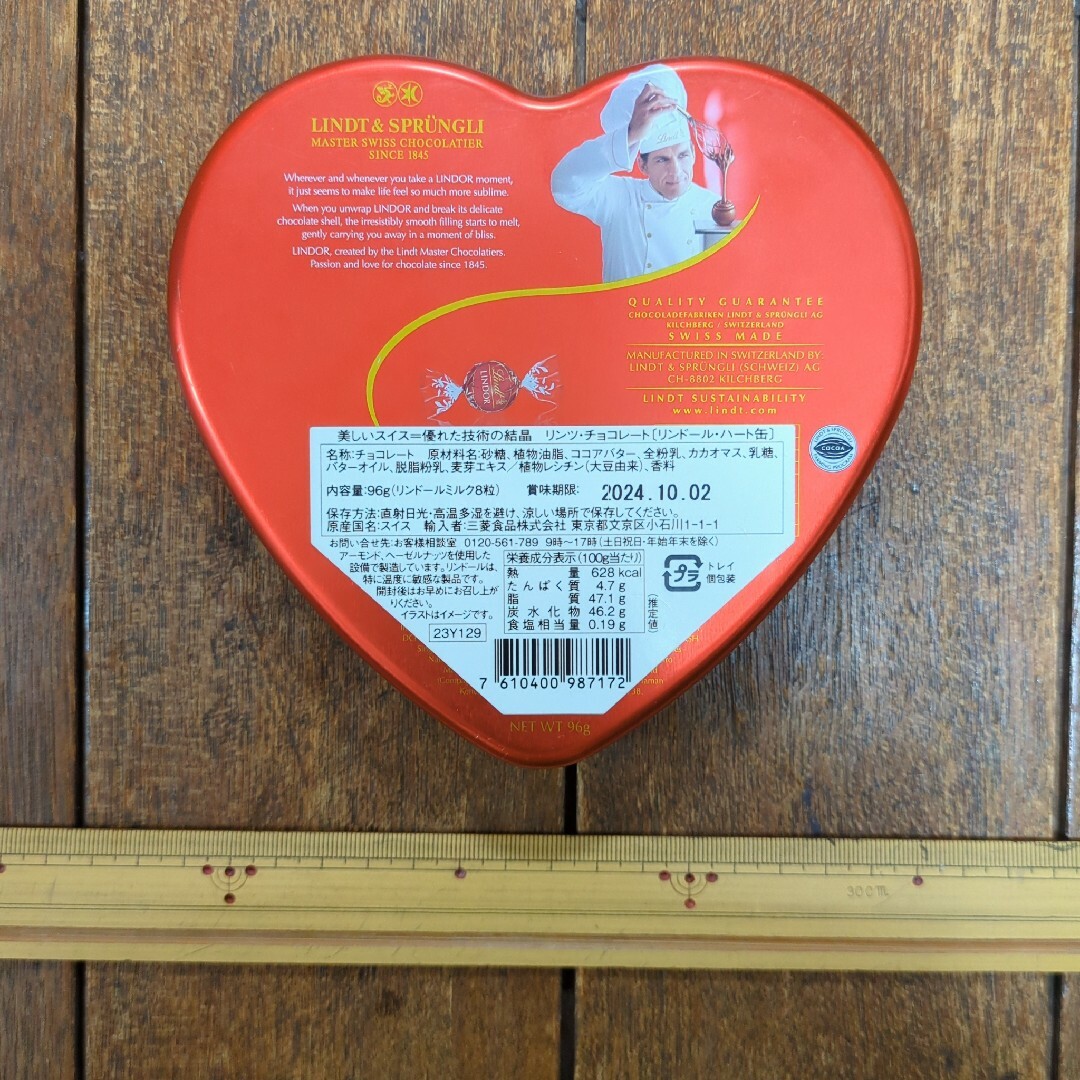 LINDT & SPRÜNGLI
MASTER SWISS CHOCOLATIER
SINCE 1845
Wherever and whenever you take a LINDOR moment,
it just seems to make life feel so much more sublime.
When you unwrap LINDOR and break its delicate
chocolate shell, the irresistibly smooth filling starts to melt,
gently carrying you away in a moment of bliss.
LINDOR, created by the Lindt Master Chocolatiers.
Passion and love for chocolate since 1845.
QUALITY GUARANTEE
CHOCOLADEFABRIKEN LINDT & SPRÜNGLI AG
KILCHBERG / SWITZERLAND
SWISS MADE
MANUFACTURED IN SWITZERLAND BY:
LINDT & SPRÜNGLI (SCHWEIZ) AG
CH-8802 KILCHBERG
LINDT SUSTAINABILITY
www.lindt.com
Lindt
LINDOR
LINDT & SPRÜNGLI
COCOA
FARMING PROGRAM
美しいスイス=優れた技術の結晶 リンツ・チョコレート〔リンドール・ハート缶〕
名称:チョコレート 原材料名:砂糖、植物油脂、ココアバター、全粉乳、カカオマス、乳糖、
バターオイル、脱脂粉乳、麦芽エキス/植物レシチン(大豆由来)、香料
内容量:96g(リンドールミルク8粒) 賞味期限: 2024.10.02
保存方法:直射日光・高温多湿を避け、涼しい場所で保存してください。
原産国名:スイス 輸入者:三菱食品株式会社 東京都文京区小石川1-1-1
お問い合せ先:お客様相談室 0120-561-789 9時~17時(土日祝日・年始年末を除く)
アーモンド、ヘーゼルナッツを使用した
設備で製造しています。リンドールは、
特に温度に敏感な製品です。
開封後はお早めにお召し上が
りください。
イラストはイメージです。
23Y129
栄養成分表示(100g当たり)
熱量 628 kcal
たんぱく質 4.7 g
脂質 47.1 g
炭水化物 46.2 g
食塩相当量 0.19 g
(推定値)
プラ
トレイ
個包装
7 610400 987172
NET WT 96g
300㎜